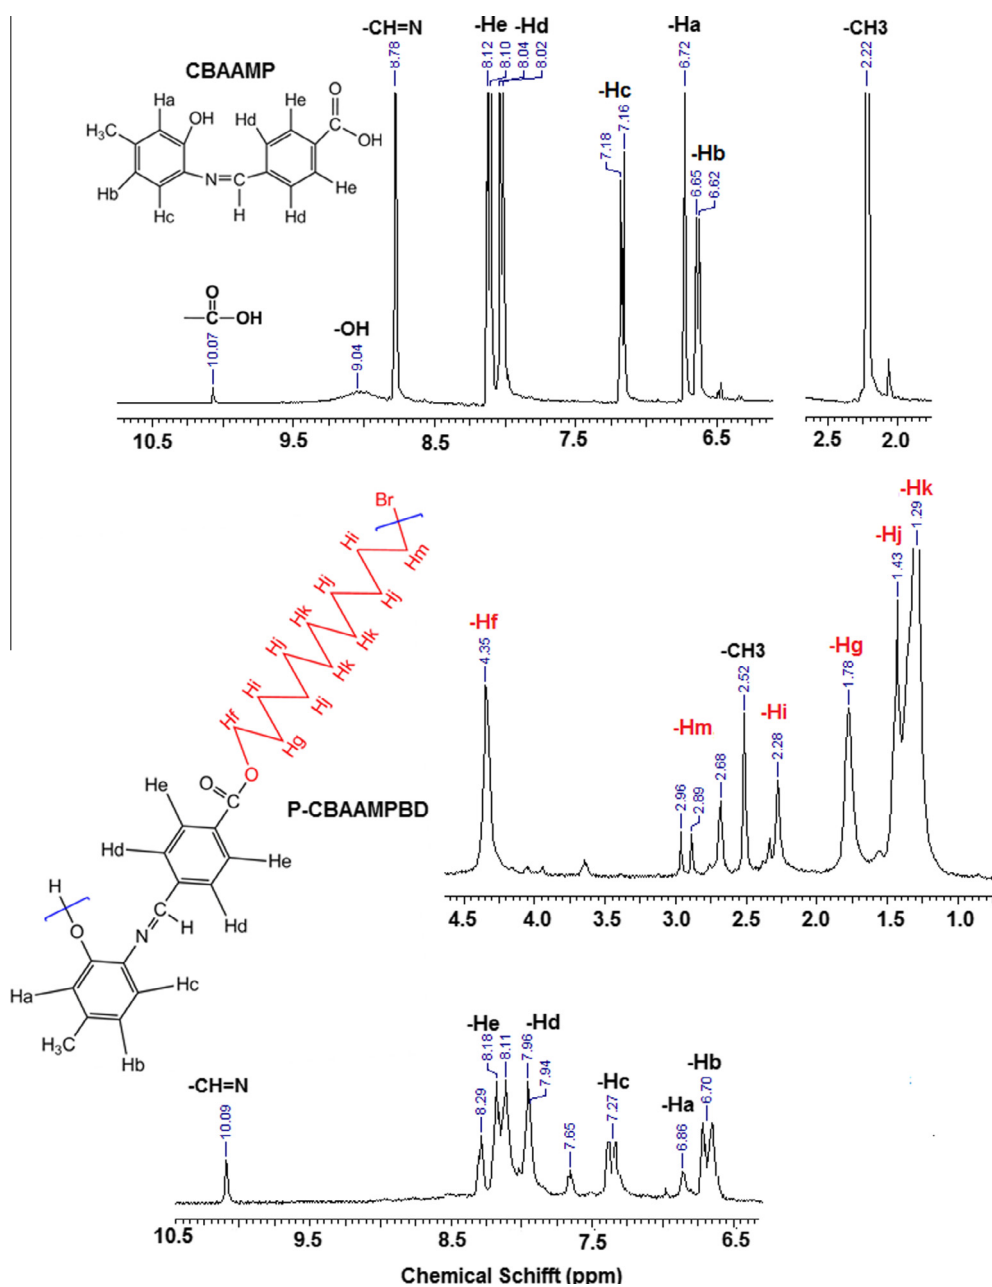 -CH=N
-He
-Hd
-Ha
-CH3
8.78
8.12
8.10
8.04
8.02
6.72
2.22
CBAAMP
-Hc
7.18
7.16
-Hb
6.65
6.62
Ha
He
O
OH
Hd
C
OH
H3C
Hb
N
C
He
Hc
H
Hd
O
C
OH
10.07
-OH
9.04
10.5
9.5
8.5
7.5
6.5
2.5
2.0
Br
Hi
Hm
Hj
Hj
Hk
Hk
Hj
Hk
Hi
Hj
Hf
Hg
O
O
C
-Hk
1.29
-Hj
1.43
-Hf
4.35
-Hg
1.78
-CH3
2.52
-Hm
2.96
2.89
2.68
-Hi
2.28
P-CBAAMPBD
He
Hd
He
H
C
H
Hd
O
N
Ha
Hc
H3C
Hb
4.5
4.0
3.5
3.0
2.5
2.0
1.5
1.0
-CH=N
10.09
-He
8.29
8.18
8.11
-Hd
7.96
7.94
7.65
-Hc
7.27
-Ha
6.86
-Hb
6.70
10.5
9.5
8.5
7.5
6.5
Chemical Schifft (ppm)